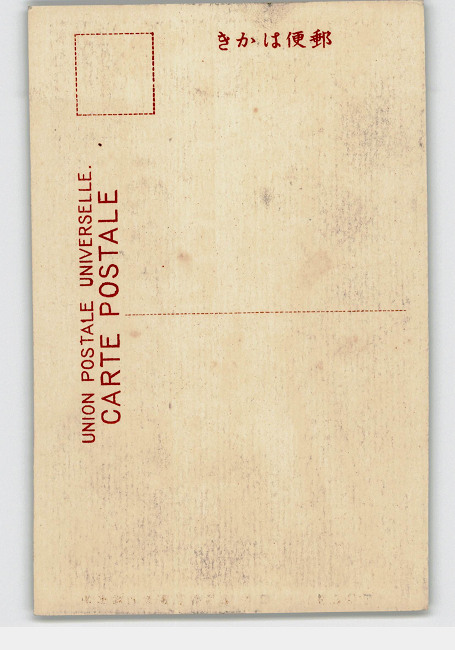 きかは便郵
UNION POSTALE UNIVERSELLE.
CARTE POSTALE